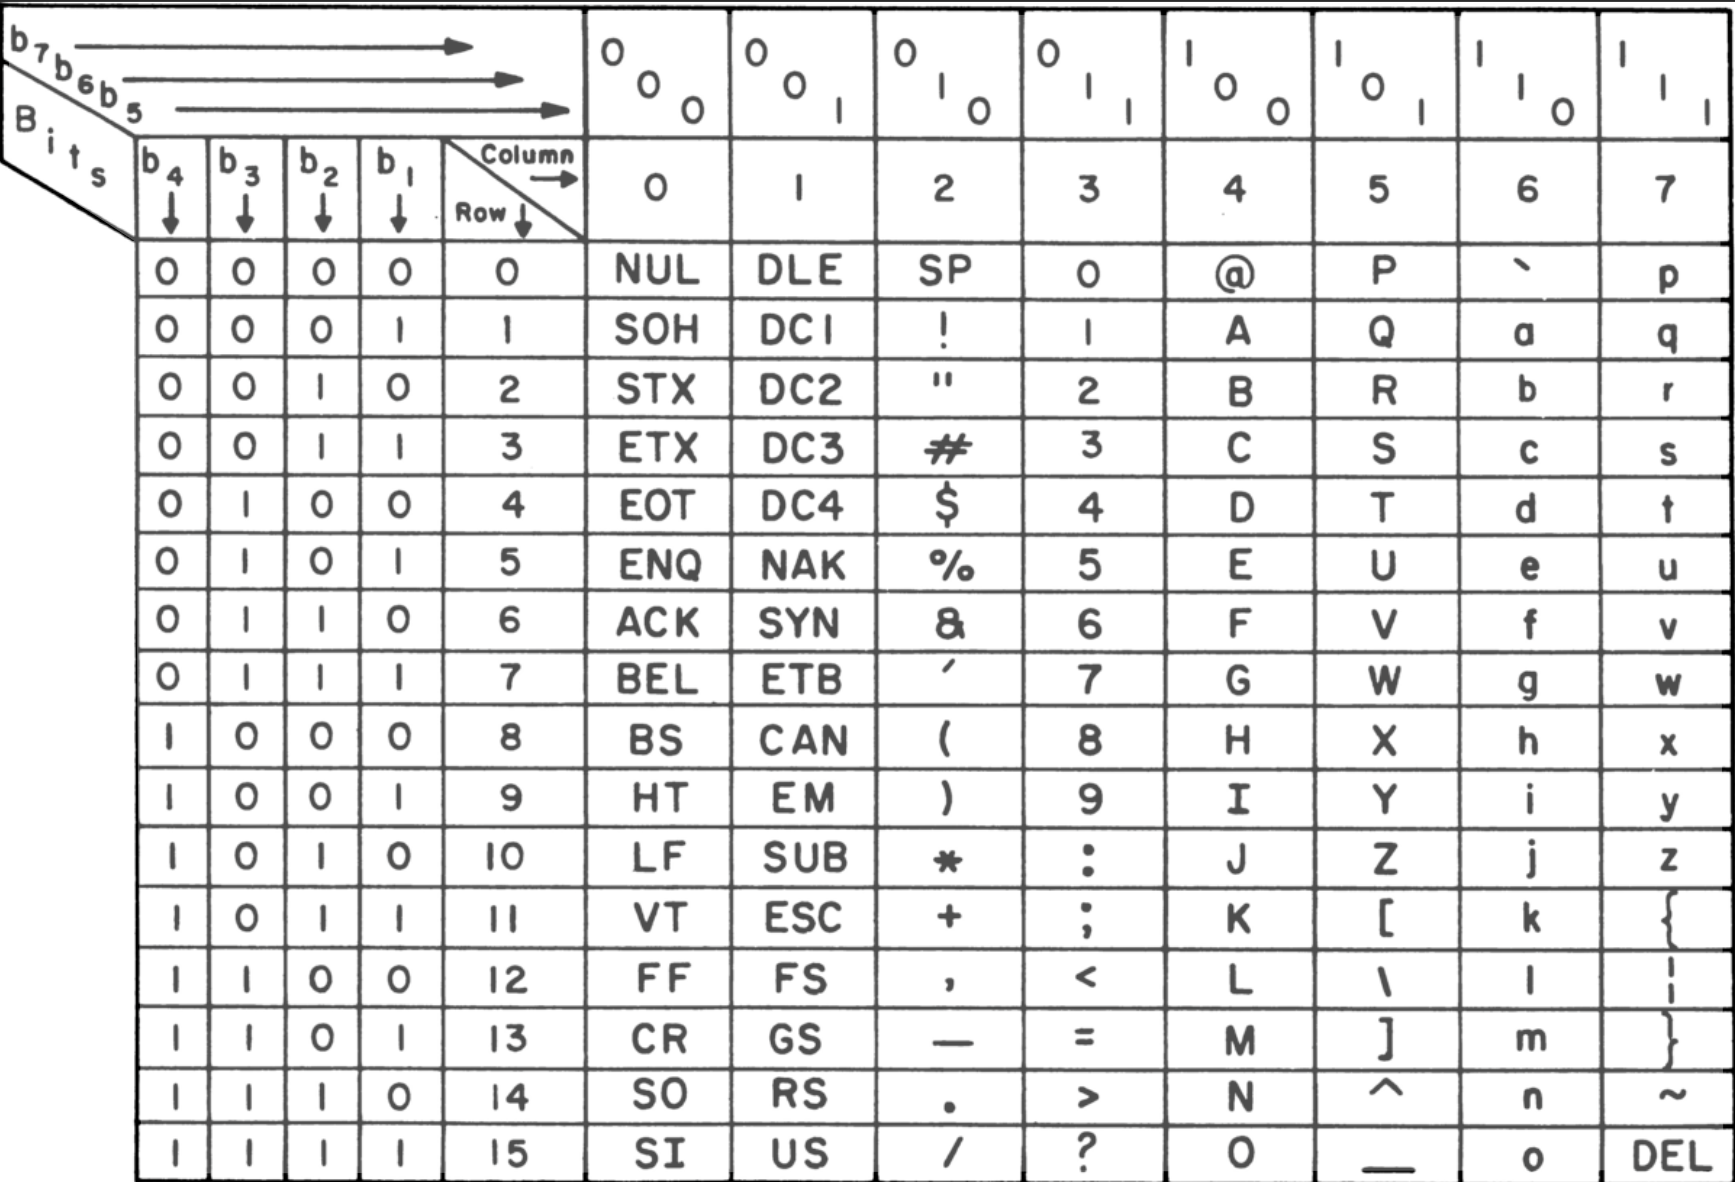 b7 b6 b5 0 0 0 0 0 1 0 1 0 0 1 1 1 0 0 1 0 1 1 1 0 1 1 1
Bits b4 b3 b2 b1 Column Row 0 1 2 3 4 5 6 7
0 0 0 0 0 NUL DLE SP 0 @ P ` p
0 0 0 1 1 SOH DC1 ! 1 A Q a q
0 0 1 0 2 STX DC2 " 2 B R b r
0 0 1 1 3 ETX DC3 # 3 C S c s
0 1 0 0 4 EOT DC4 $ 4 D T d t
0 1 0 1 5 ENQ NAK % 5 E U e u
0 1 1 0 6 ACK SYN & 6 F V f v
0 1 1 1 7 BEL ETB ′ 7 G W g w
1 0 0 0 8 BS CAN ( 8 H X h x
1 0 0 1 9 HT EM ) 9 I Y i y
1 0 1 0 10 LF SUB * : J Z j z
1 0 1 1 11 VT ESC + ; K [ k {
1 1 0 0 12 FF FS , < L \ l ¦
1 1 0 1 13 CR GS — = M ] m }
1 1 1 0 14 SO RS . > N ^ n ~
1 1 1 1 15 SI US / ? O _ o DEL